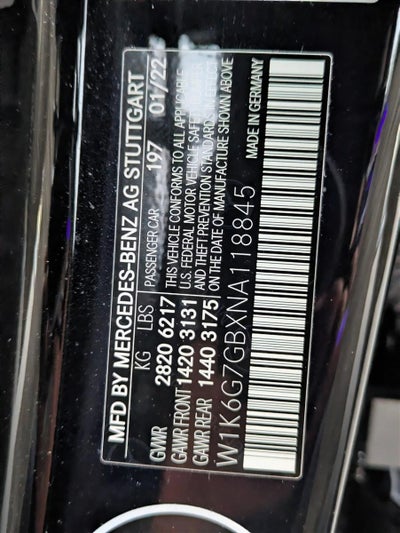 MFD BY MERCEDES-BENZ AG STUTTGART
KG LBS PASSENGER CAR 197 01/22
GWWR 2820 6217 THIS VEHICLE CONFORMS TO ALL APPLICABLE
GAWR FRONT 1420 3131 U.S. FEDERAL MOTOR VEHICLE SAFETY
GAWR REAR 1440 3175 AND THEFT PREVENTION STANDARDS IN
ON THE DATE OF MANUFACTURE SHOWN ABOVE
W1K6G7GBXNA118845 MADE IN GERMANY